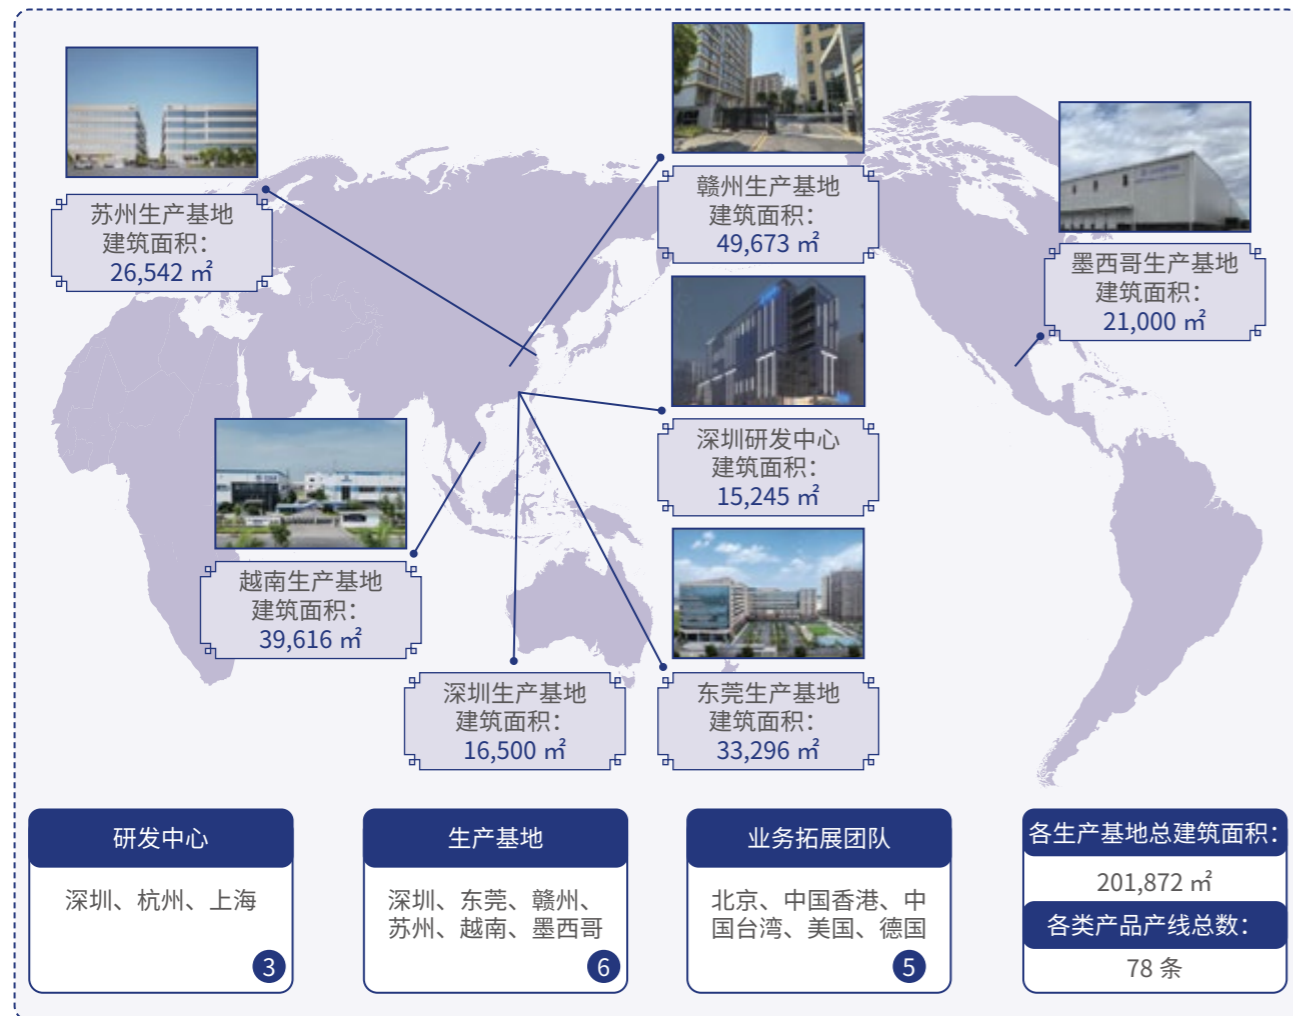 苏州生产基地
建筑面积：
26,542 ㎡
赣州生产基地
建筑面积：
49,673 ㎡
墨西哥生产基地
建筑面积：
21,000 ㎡
深圳研发中心
建筑面积：
15,245 ㎡
越南生产基地
建筑面积：
39,616 ㎡
深圳生产基地
建筑面积：
16,500 ㎡
东莞生产基地
建筑面积：
33,296 ㎡
研发中心
深圳、杭州、上海
3
生产基地
深圳、东莞、赣州、
苏州、越南、墨西哥
6
业务拓展团队
北京、中国香港、中
国台湾、美国、德国
5
各生产基地总建筑面积：
201,872 ㎡
各类产品产线总数：
78 条